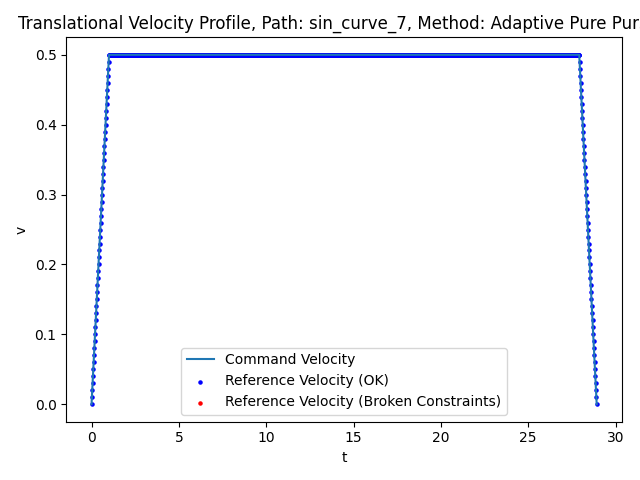 Translational Velocity Profile, Path: sin_curve_7, Method: Adaptive Pure Pur
0.5
0.4
0.3
0.2
0.1
0.0
v
Command Velocity
Reference Velocity (OK)
Reference Velocity (Broken Constraints)
0 5 10 15 20 25 30
t